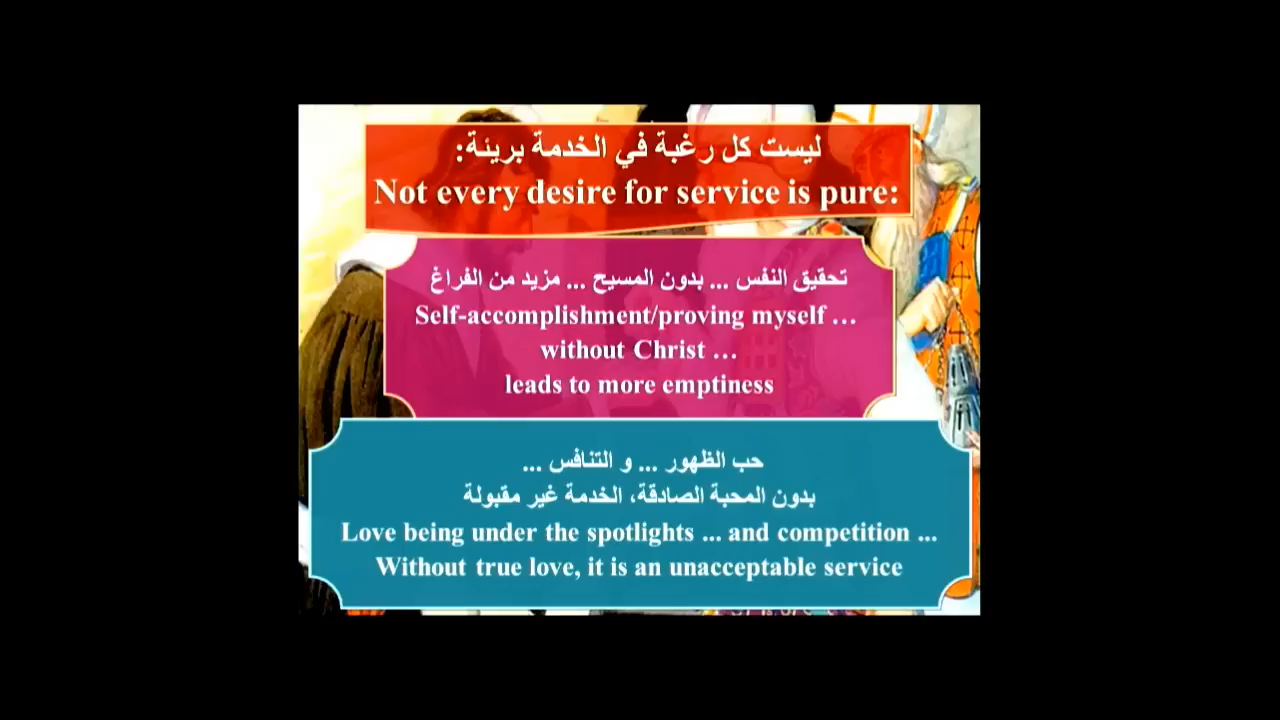 ليست كل رغبة في الخدمة بريئة:
Not every desire for service is pure:
تحقيق النفس ... بدون المسيح ... مزيد من الفراغ
Self-accomplishment/proving myself ...
without Christ ...
leads to more emptiness
حب الظهور ... و التنافس ...
بدون المحبة الصادقة، الخدمة غير مقبولة
Love being under the spotlights ... and competition ...
Without true love, it is an unacceptable service